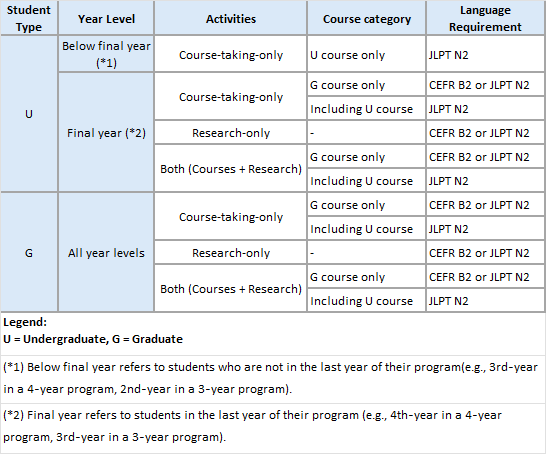 Student Type Year Level Activities Course category Language Requirement
U Below final year (*1) Course-taking-only U course only JLPT N2
Final year (*2) Course-taking-only G course only CEFR B2 or JLPT N2
Including U course JLPT N2
Research-only - CEFR B2 or JLPT N2
Both (Courses + Research) G course only CEFR B2 or JLPT N2
Including U course JLPT N2
G All year levels Course-taking-only G course only CEFR B2 or JLPT N2
Including U course JLPT N2
Research-only - CEFR B2 or JLPT N2
Both (Courses + Research) G course only CEFR B2 or JLPT N2
Including U course JLPT N2
Legend:
U = Undergraduate, G = Graduate
(*1) Below final year refers to students who are not in the last year of their program(e.g., 3rd-year
in a 4-year program, 2nd-year in a 3-year program).
(*2) Final year refers to students in the last year of their program (e.g., 4th-year in a 4-year
program, 3rd-year in a 3-year program).